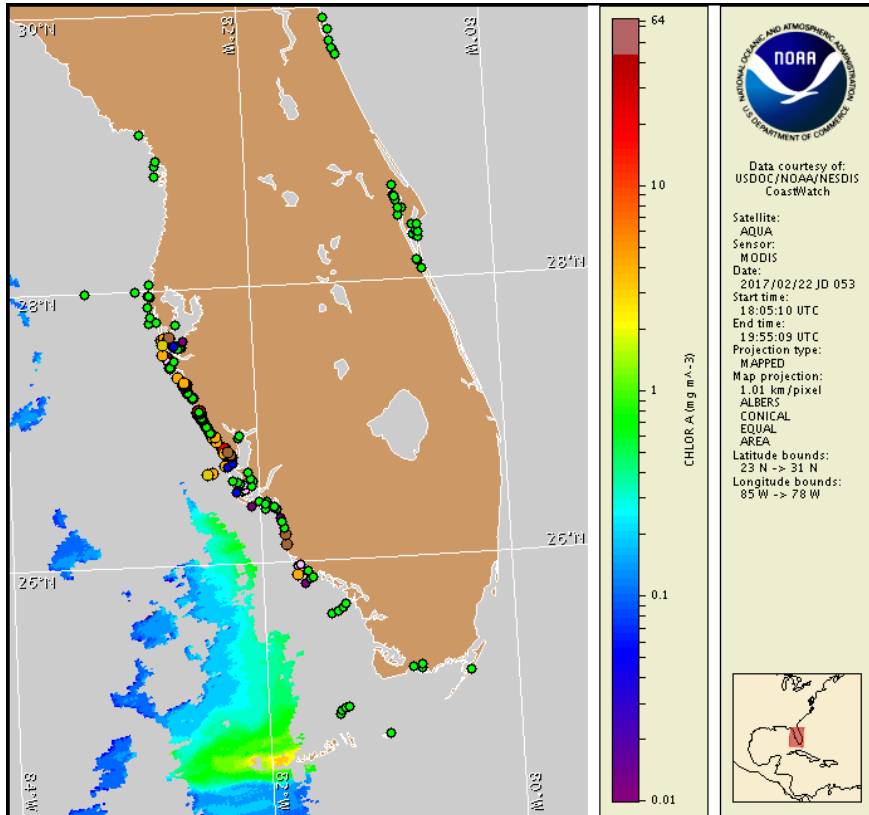 30°N
82°W
80°W
28°N
28°N
26°N
26°N
84°W
82°W
80°W
64
10
1
0.1
0.01
CHLOR A (mg m^-3)
NATIONAL OCEANIC AND ATMOSPHERIC ADMINISTRATION
U.S. DEPARTMENT OF COMMERCE
NOAA
Data courtesy of:
USDOC/NOAA/NESDIS
CoastWatch
Satellite:
AQUA
Sensor:
MODIS
Date:
2017/02/22 JD 053
Start time:
18:05:10 UTC
End time:
19:55:09 UTC
Projection type:
MAPPED
Map projection:
1.01 km/pixel
ALBERS
CONICAL
EQUAL
AREA
Latitude bounds:
23 N -> 31 N
Longitude bounds:
85 W -> 78 W